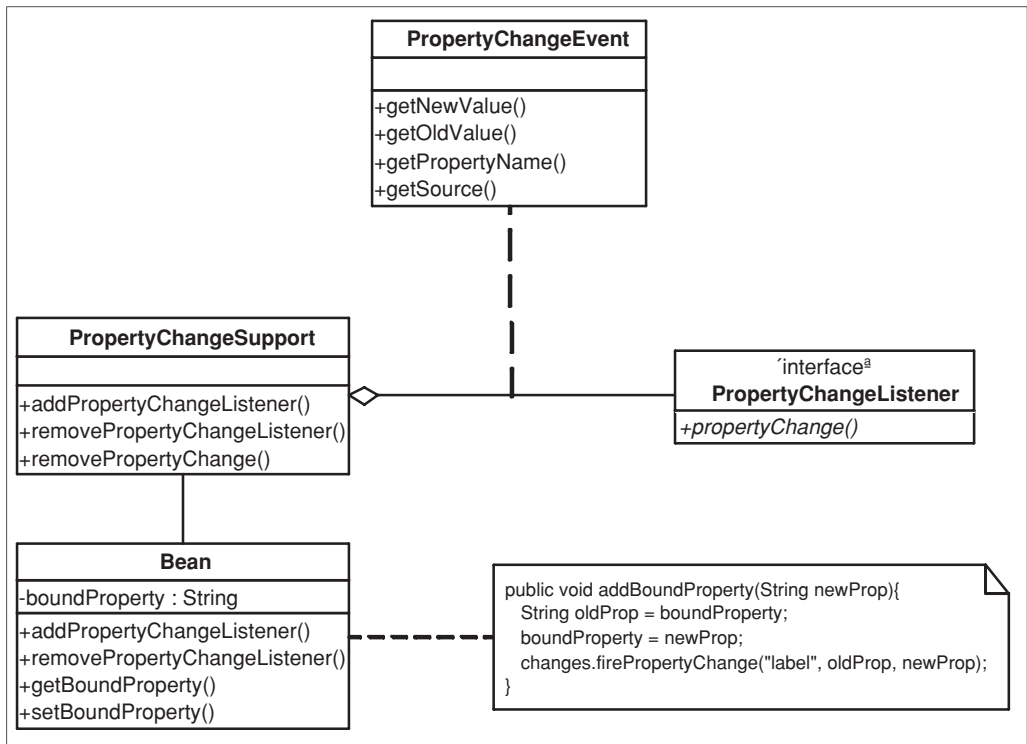 PropertyChangeEvent
+getNewValue()
+getOldValue()
+getPropertyName()
+getSource()
PropertyChangeSupport
+addPropertyChangeListener()
+removePropertyChangeListener()
+removePropertyChange()
´interfaceª
PropertyChangeListener
+propertyChange()
Bean
-boundProperty : String
+addPropertyChangeListener()
+removePropertyChangeListener()
+getBoundProperty()
+setBoundProperty()
public void addBoundProperty(String newProp){
String oldProp = boundProperty;
boundProperty = newProp;
changes.firePropertyChange("label", oldProp, newProp);
}